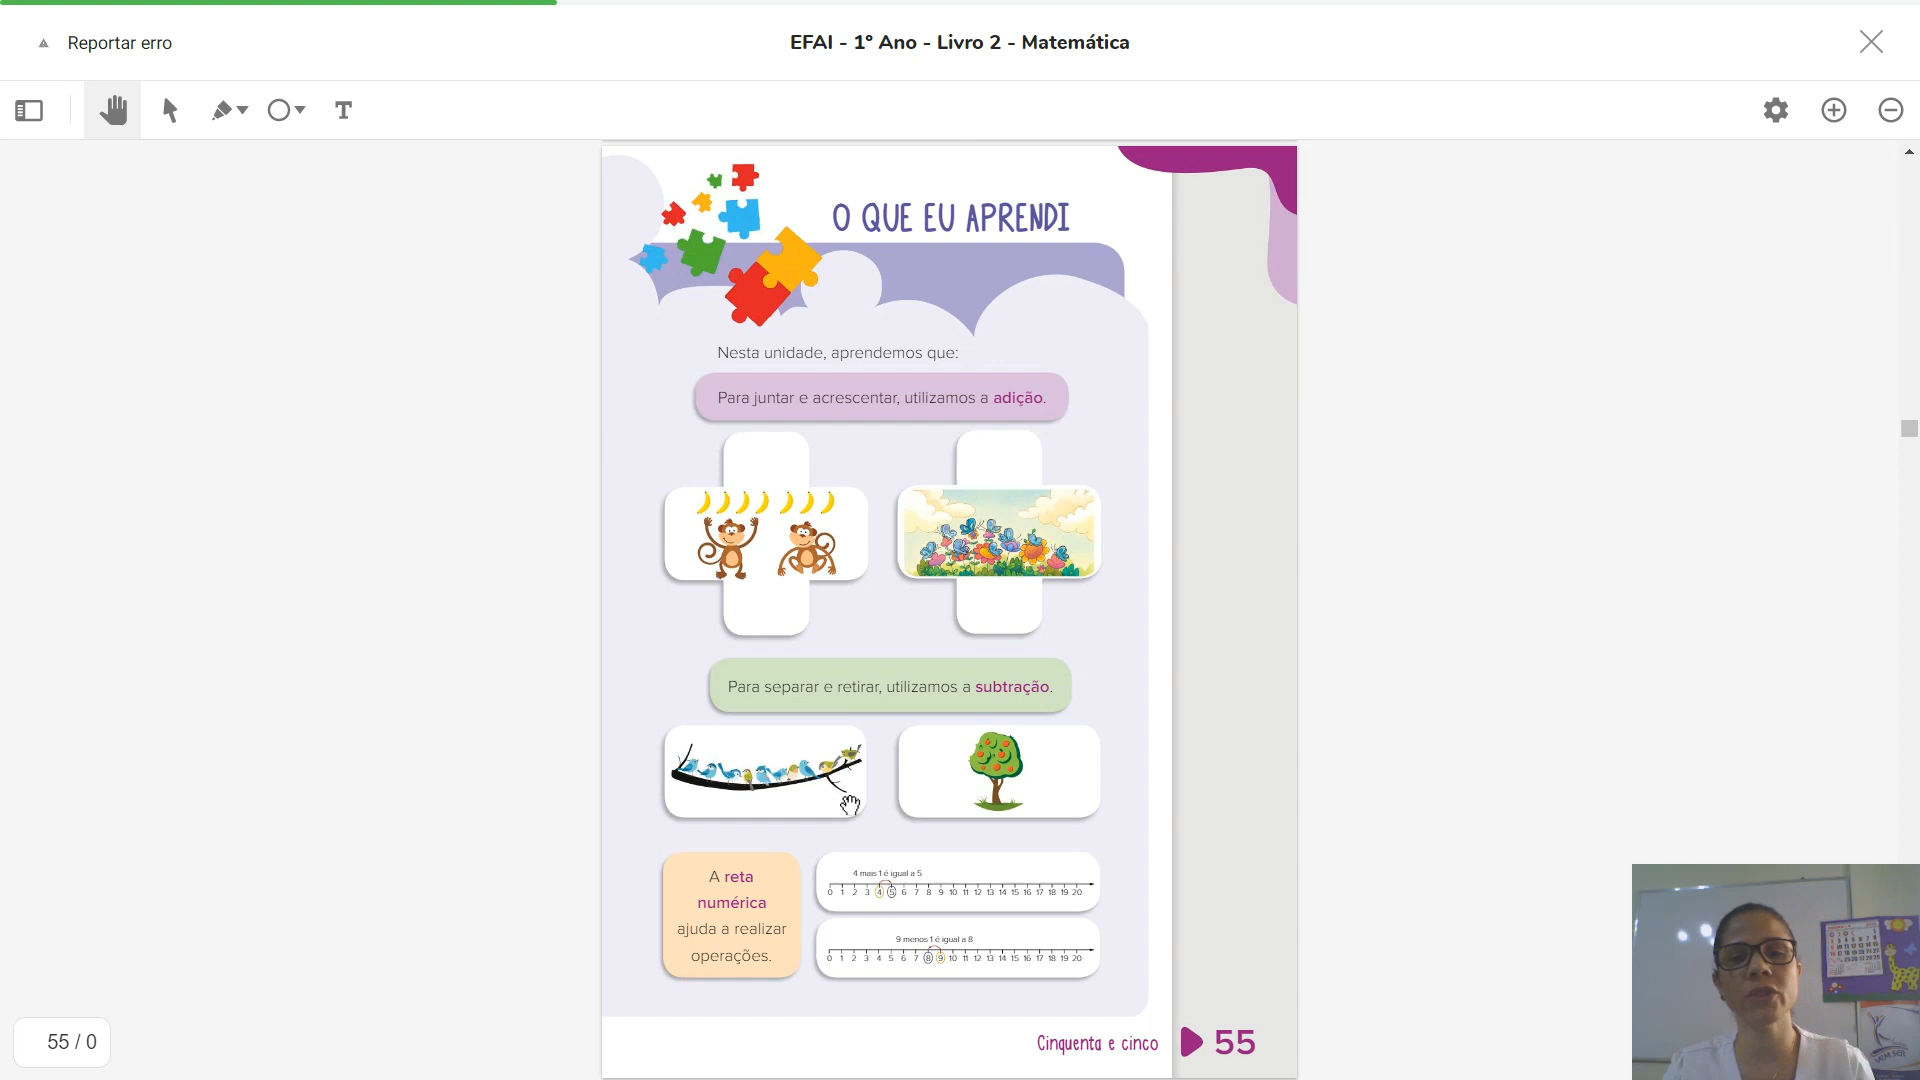 Reportar erro
EFAI - 1º Ano - Livro 2 - Matemática
T
O QUE EU APRENDI
Nesta unidade, aprendemos que:
Para juntar e acrescentar, utilizamos a adição.
Para separar e retirar, utilizamos a subtração.
A reta
numérica
ajuda a realizar
operações.
4 mais 1 é igual a 5
0 1 2 3 4 5 6 7 8 9 10 11 12 13 14 15 16 17 18 19 20
9 menos 1 é igual a 8
0 1 2 3 4 5 6 7 8 9 10 11 12 13 14 15 16 17 18 19 20
Cinquenta e cinco
55
55 / 0